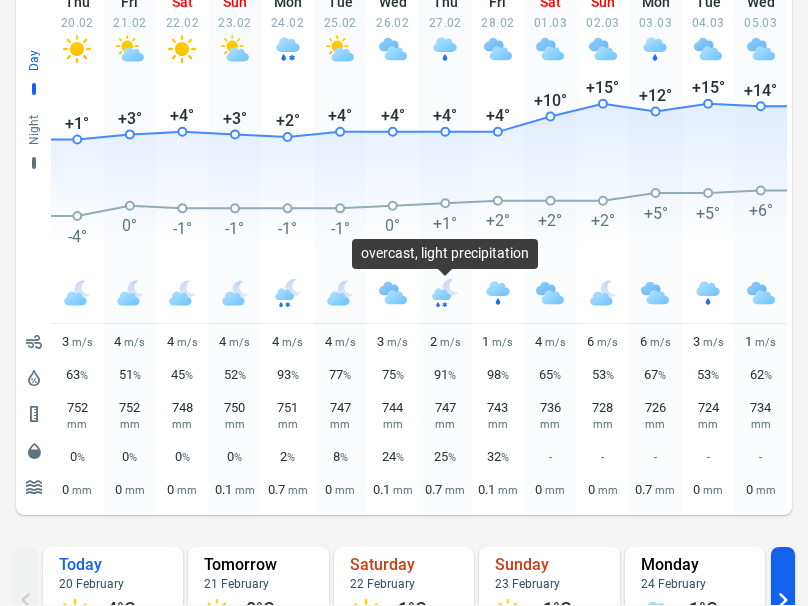 Thu Fri Sat Sun Mon Tue Wed Thu Fri Sat Sun Mon Tue Wed
20.02 21.02 22.02 23.02 24.02 25.02 26.02 27.02 28.02 01.03 02.03 03.03 04.03 05.03
Day
+1° +3° +4° +3° +2° +4° +4° +4° +4° +10° +15° +12° +15° +14°
Night
-4° 0° -1° -1° -1° -1° 0° +1° +2° +2° +2° +5° +5° +6°
overcast, light precipitation
3 m/s 4 m/s 4 m/s 4 m/s 4 m/s 4 m/s 3 m/s 2 m/s 1 m/s 4 m/s 6 m/s 6 m/s 3 m/s 1 m/s
63% 51% 45% 52% 93% 77% 75% 91% 98% 65% 53% 67% 53% 62%
752 752 748 750 751 747 744 747 743 736 728 726 724 734
mm mm mm mm mm mm mm mm mm mm mm mm mm mm
0% 0% 0% 0% 2% 8% 24% 25% 32% - - - - -
0 mm 0 mm 0 mm 0.1 mm 0.7 mm 0 mm 0.1 mm 0.7 mm 0.1 mm 0 mm 0 mm 0.7 mm 0 mm 0 mm
Today Tomorrow Saturday Sunday Monday
20 February 21 February 22 February 23 February 24 February